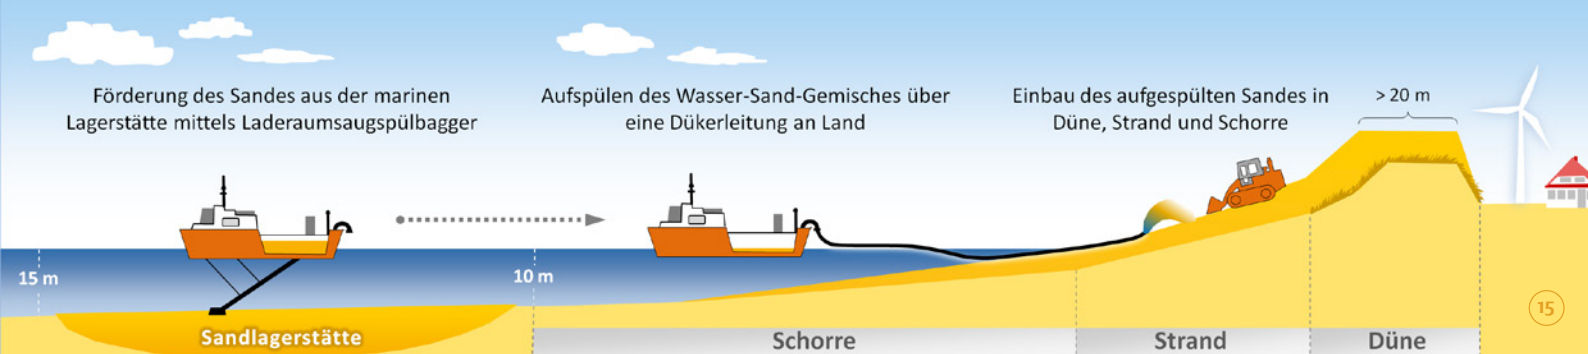 Förderung des Sandes aus der marinen
Lagerstätte mittels Laderaumsaugspülbagger
Aufspülen des Wasser-Sand-Gemisches über
eine Dükerleitung an Land
Einbau des aufgespülten Sandes in
Düne, Strand und Schorre
> 20 m
15 m
10 m
15
Sandlagerstätte
Schorre
Strand
Düne